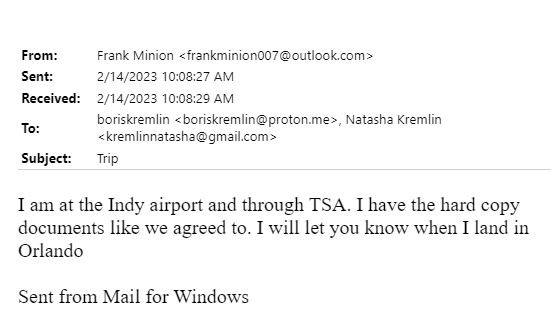 From: Frank Minion <frankminion007@outlook.com>
Sent: 2/14/2023 10:08:27 AM
Received: 2/14/2023 10:08:29 AM
To: boriskremlin <boriskremlin@proton.me>, Natasha Kremlin
<kremlinnatasha@gmail.com>
Subject: Trip
I am at the Indy airport and through TSA. I have the hard copy
documents like we agreed to. I will let you know when I land in
Orlando
Sent from Mail for Windows